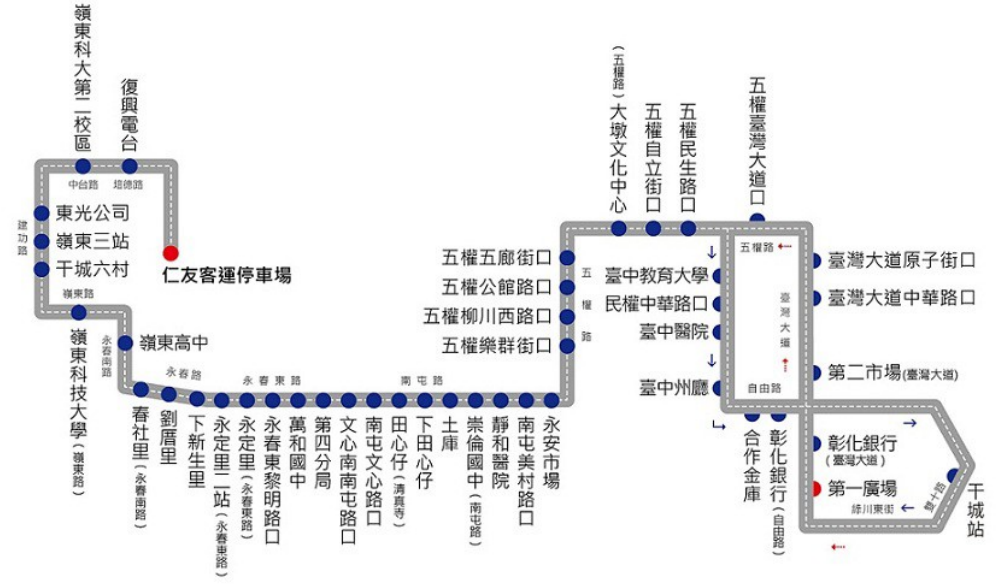 嶺東科大第二校區
復興電台
中台路
培德路
建功路
東光公司
嶺東三站
干城六村
仁友客運停車場
嶺東路
嶺東科技大學(嶺東路)
永春南路
嶺東高中
永春路
春社里(永春南路)
劉厝里
下新生里
永春東路
永定里二站(永春東路)
永定里(永春東路)
永春東黎明路口
萬和國中
第四分局
文心南南屯路口
南屯文心路口
南屯路
田心仔(清真寺)
下田心仔
土庫
崇倫國中(南屯路)
靜和醫院
南屯美村路口
永安市場
五權樂群街口
五權柳川西路口
五權公館路口
五權五廊街口
五權路
(五權路)大墩文化中心
五權自立街口
五權民生路口
五權臺灣大道口
五權路
臺中教育大學
民權中華路口
臺中醫院
臺中州廳
臺灣大道
自由路
臺灣大道原子街口
臺灣大道中華路口
第二市場(臺灣大道)
合作金庫
彰化銀行(自由路)
彰化銀行
(臺灣大道)
第一廣場
綠川東街
雙十路
干城站